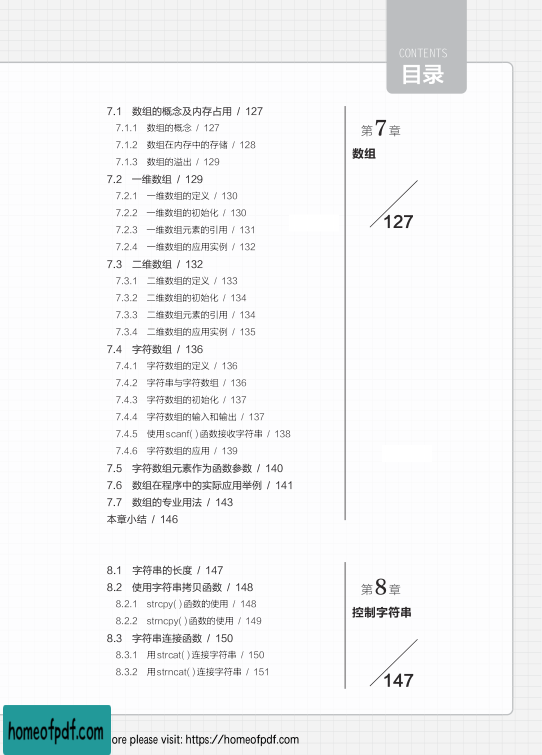 CONTENTS
目录
第7章
数组
127
7.1 数组的概念及内存占用 / 127
7.1.1 数组的概念 / 127
7.1.2 数组在内存中的存储 / 128
7.1.3 数组的溢出 / 129
7.2 一维数组 / 129
7.2.1 一维数组的定义 / 130
7.2.2 一维数组的初始化 / 130
7.2.3 一维数组元素的引用 / 131
7.2.4 一维数组的应用实例 / 132
7.3 二维数组 / 132
7.3.1 二维数组的定义 / 133
7.3.2 二维数组的初始化 / 134
7.3.3 二维数组元素的引用 / 134
7.3.4 二维数组的应用实例 / 135
7.4 字符数组 / 136
7.4.1 字符数组的定义 / 136
7.4.2 字符串与字符数组 / 136
7.4.3 字符数组的初始化 / 137
7.4.4 字符数组的输入和输出 / 137
7.4.5 使用scanf( )函数接收字符串 / 138
7.4.6 字符数组的应用 / 139
7.5 字符数组元素作为函数参数 / 140
7.6 数组在程序中的实际应用举例 / 141
7.7 数组的专业用法 / 143
本章小结 / 146
第8章
控制字符串
147
8.1 字符串的长度 / 147
8.2 使用字符串拷贝函数 / 148
8.2.1 strcpy( )函数的使用 / 148
8.2.2 strncpy( )函数的使用 / 149
8.3 字符串连接函数 / 150
8.3.1 用strcat( )连接字符串 / 150
8.3.2 用strncat( )连接字符串 / 151
homeofpdf.com
ore please visit: https://homeofpdf.com